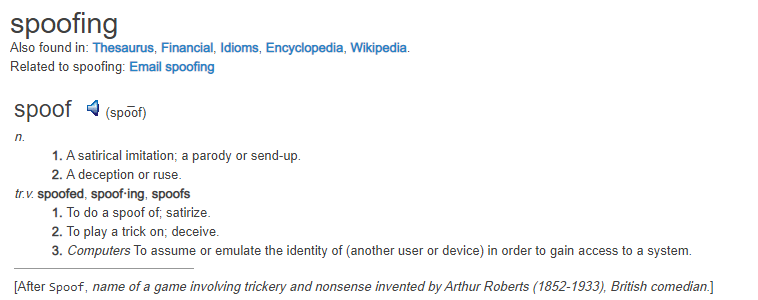 spoofing
Also found in: Thesaurus, Financial, Idioms, Encyclopedia, Wikipedia.
Related to spoofing: Email spoofing
spoof (spo͞of)
n.
1. A satirical imitation; a parody or send-up.
2. A deception or ruse.
tr.v. spoofed, spoof·ing, spoofs
1. To do a spoof of; satirize.
2. To play a trick on; deceive.
3. Computers To assume or emulate the identity of (another user or device) in order to gain access to a system.
[After Spoof, name of a game involving trickery and nonsense invented by Arthur Roberts (1852-1933), British comedian.]